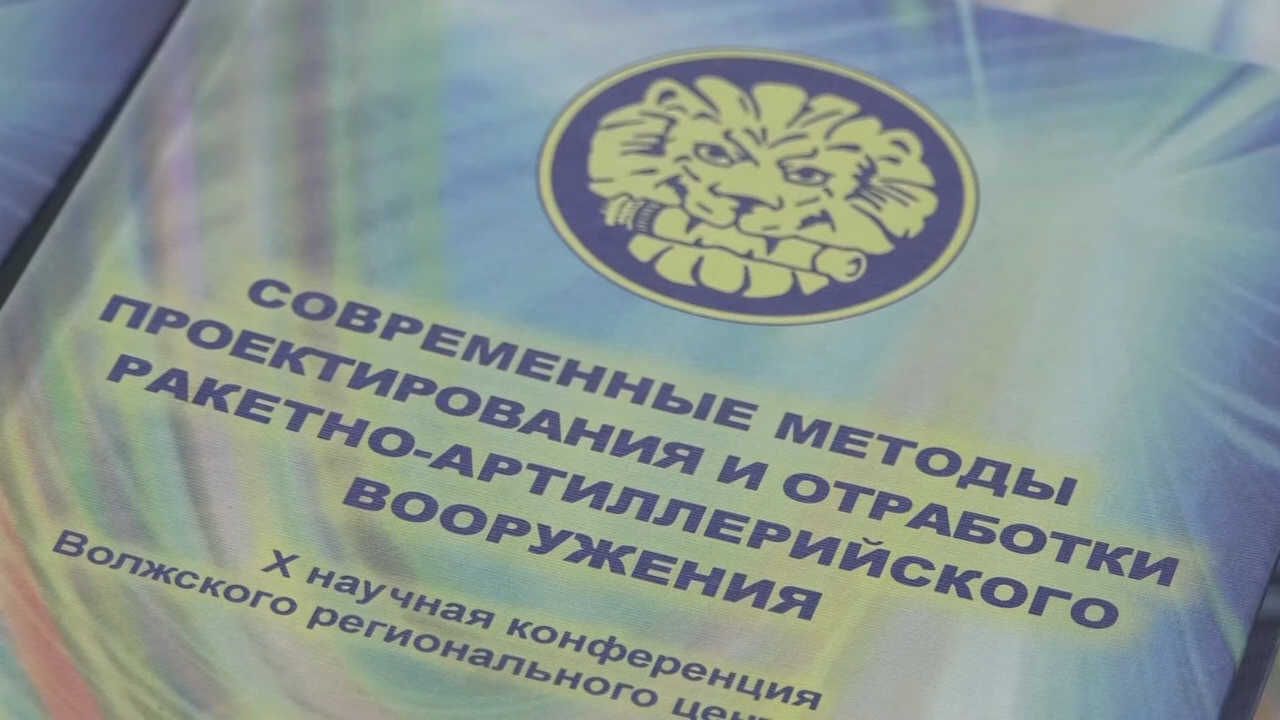 СОВРЕМЕННЫЕ МЕТОДЫ
ПРОЕКТИРОВАНИЯ И ОТРАБОТКИ
РАКЕТНО-АРТИЛЛЕРИЙСКОГО
ВООРУЖЕНИЯ
X научная конференция
Волжского регионального